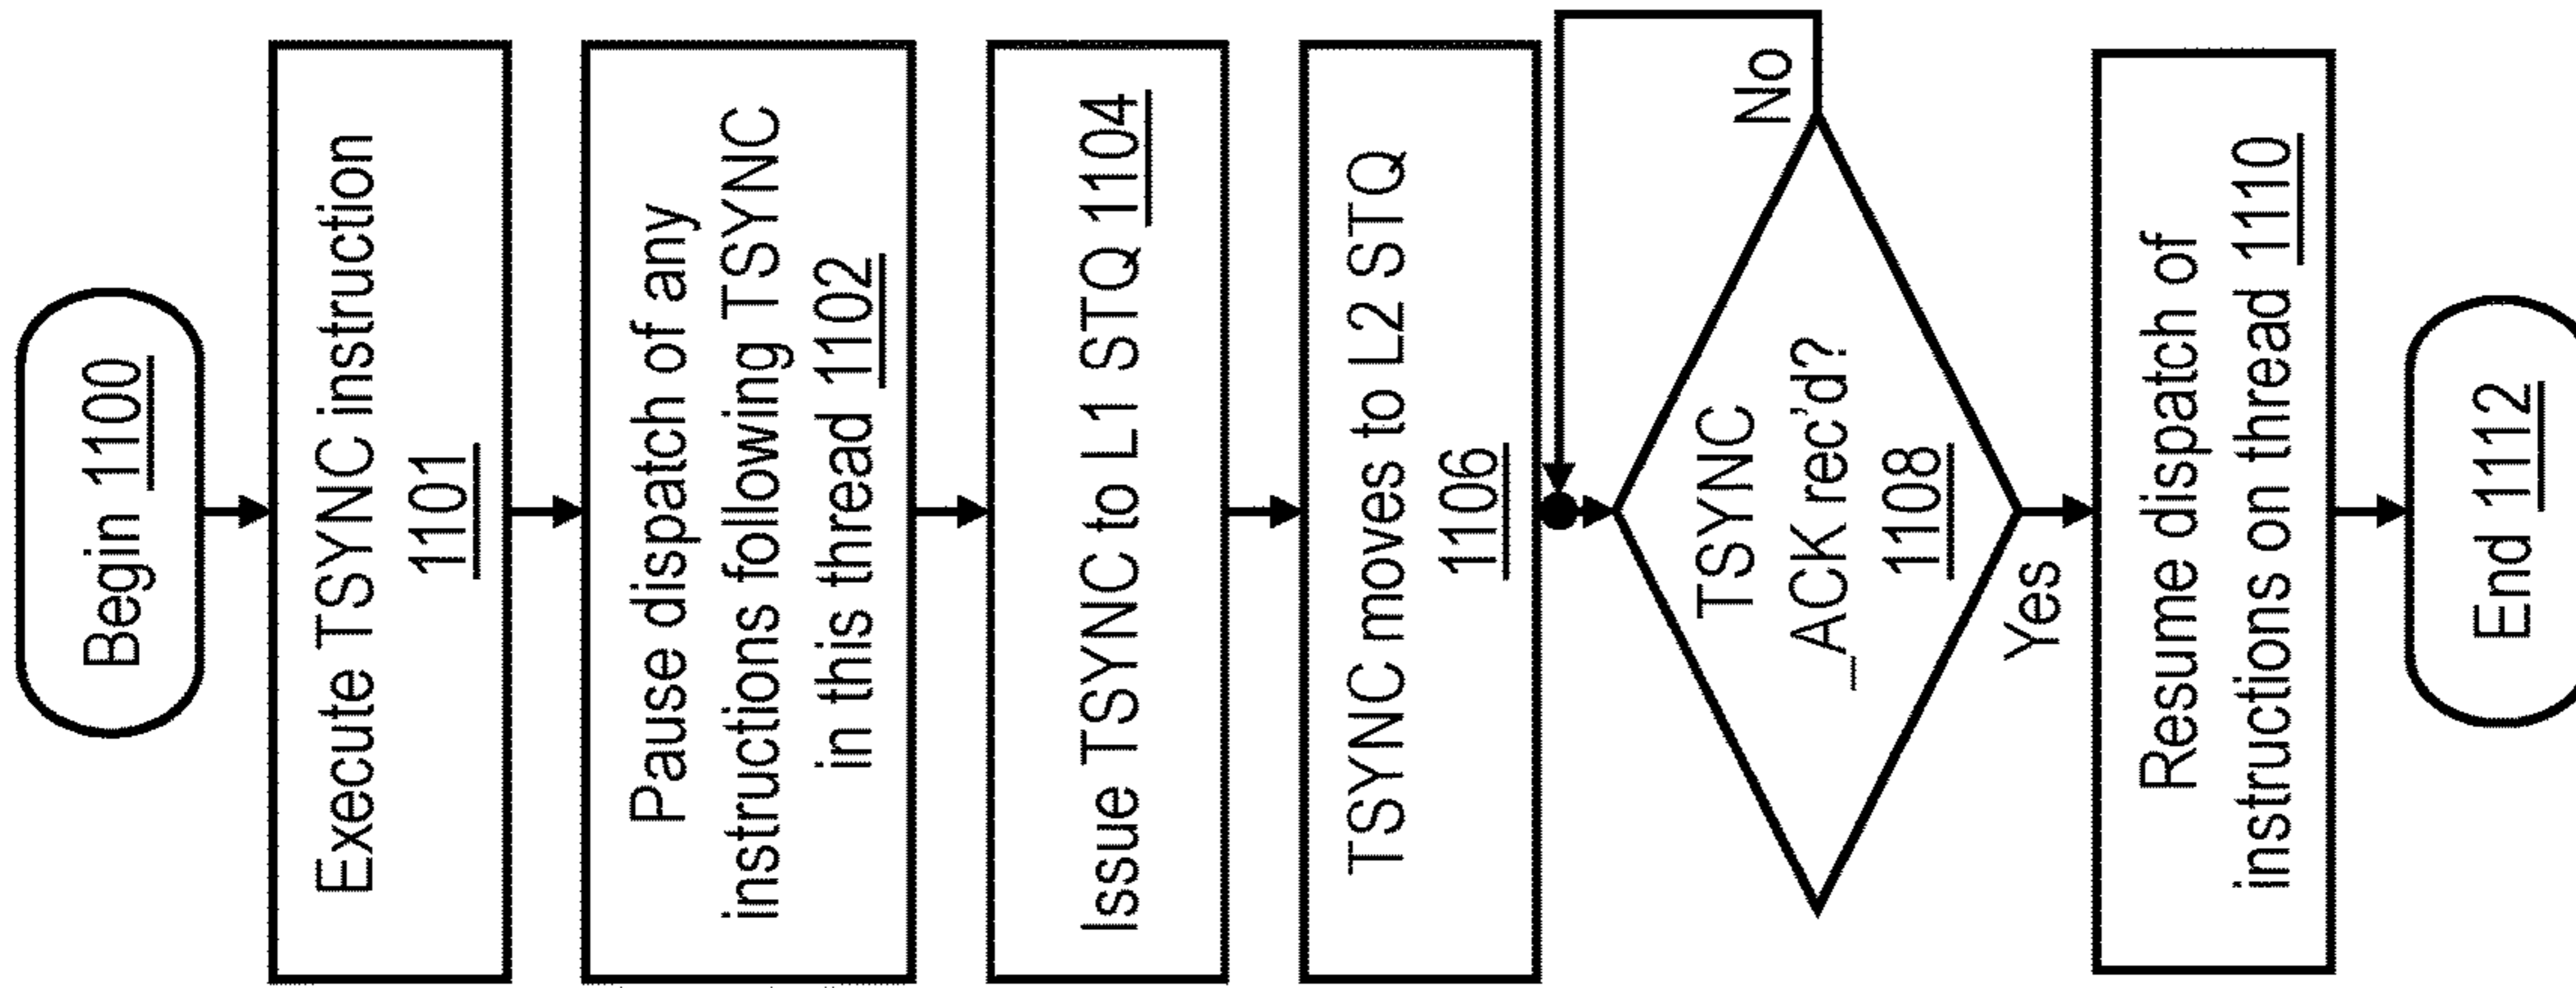 Begin 1100
Execute TSYNC instruction
1101
Pause dispatch of any
instructions following TSYNC
in this thread 1102
Issue TSYNC to L1 STQ 1104
TSYNC moves to L2 STQ
1106
No
TSYNC
_ACK rec'd?
1108
Yes
Resume dispatch of
instructions on thread 1110
End 1112